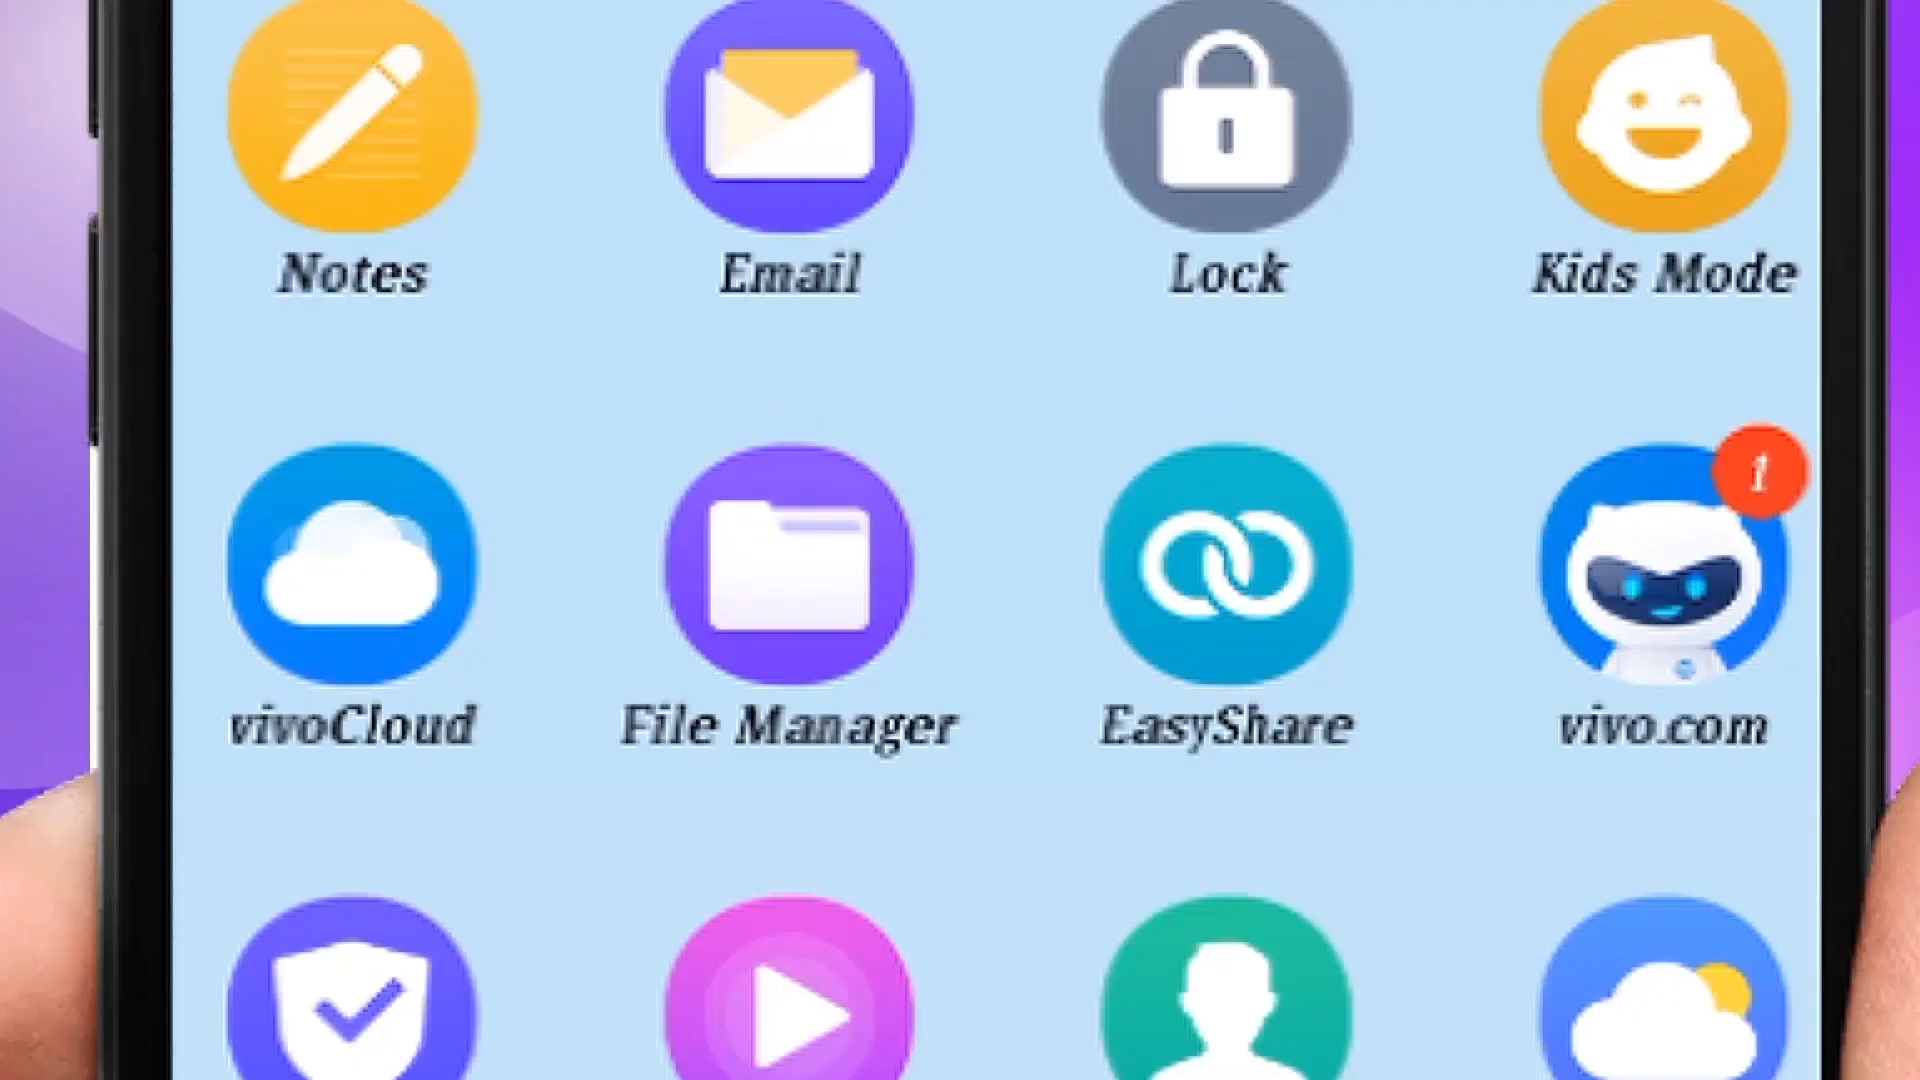 Notes
Email
Lock
Kids Mode
1
vivoCloud
File Manager
EasyShare
vivo.com